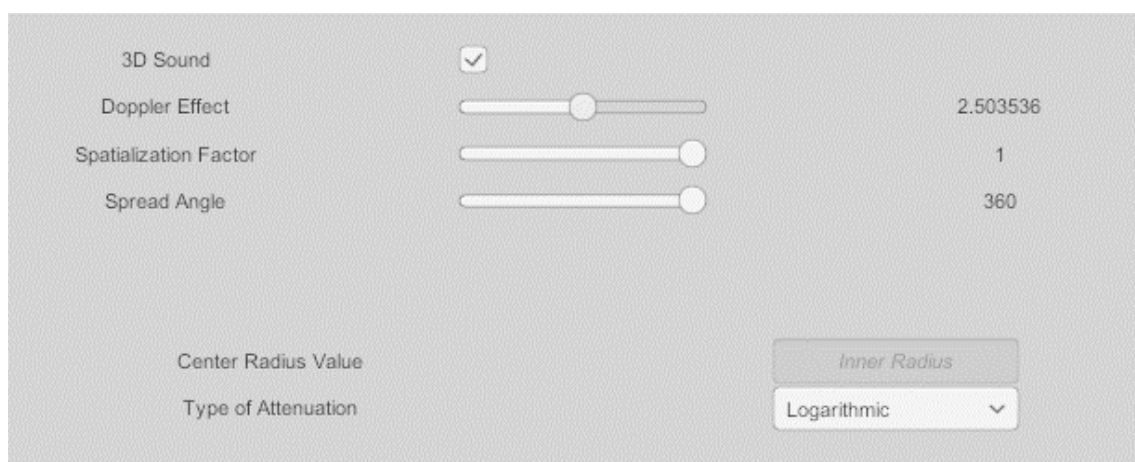 3D Sound
Doppler Effect 2.503536
Spatialization Factor 1
Spread Angle 360
Center Radius Value Inner Radius
Type of Attenuation Logarithmic